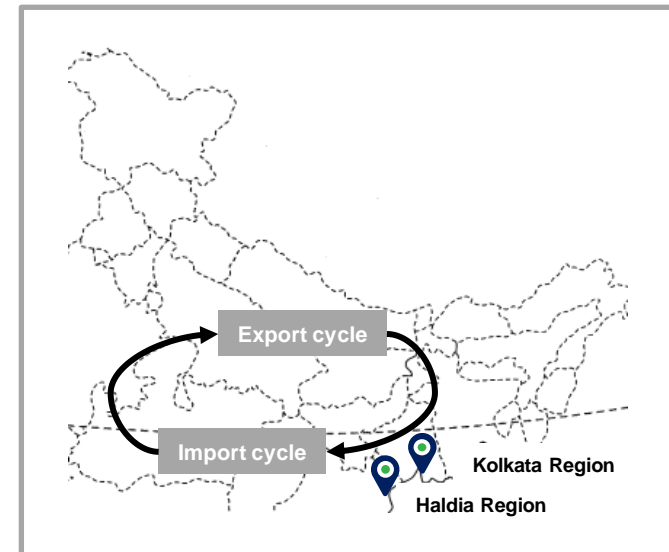 Export cycle
Import cycle
Kolkata Region
Haldia Region